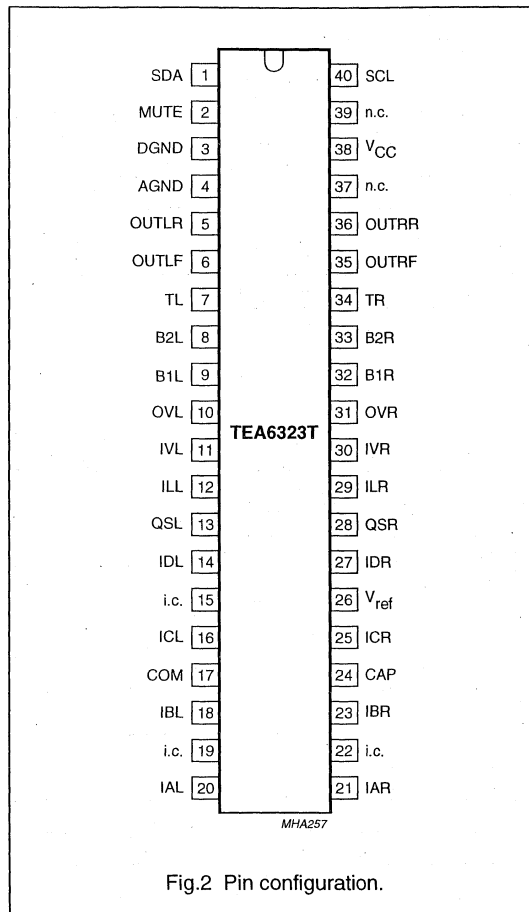 SDA 1 40 SCL
MUTE 2 39 n.c.
DGND 3 38 VCC
AGND 4 37 n.c.
OUTLR 5 36 OUTRR
OUTLF 6 35 OUTRF
TL 7 34 TR
B2L 8 33 B2R
B1L 9 32 B1R
OVL 10 31 OVR
TEA6323T
IVL 11 30 IVR
ILL 12 29 ILR
QSL 13 28 QSR
IDL 14 27 IDR
i.c. 15 26 Vref
ICL 16 25 ICR
COM 17 24 CAP
IBL 18 23 IBR
i.c. 19 22 i.c.
IAL 20 21 IAR
MHA257
Fig.2 Pin configuration.